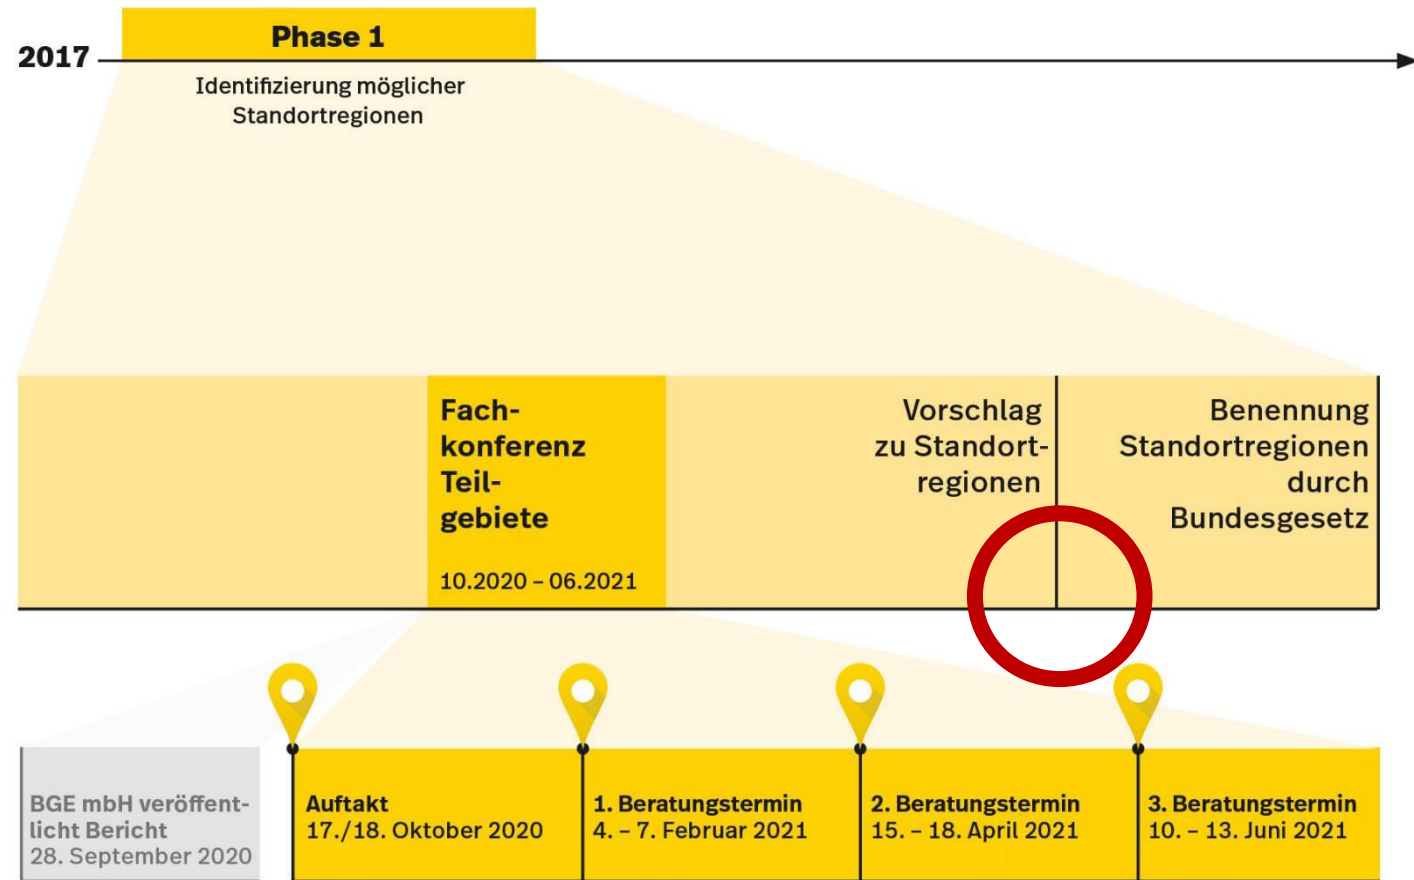 Phase 1
2017
Identifizierung möglicher
Standortregionen
Fach-
konferenz
Teil-
gebiete
10.2020 – 06.2021
Vorschlag
zu Standort-
regionen
Benennung
Standortregionen
durch
Bundesgesetz
BGE mbH veröffent-
licht Bericht
28. September 2020
Auftakt
17./18. Oktober 2020
1. Beratungstermin
4. – 7. Februar 2021
2. Beratungstermin
15. – 18. April 2021
3. Beratungstermin
10. – 13. Juni 2021